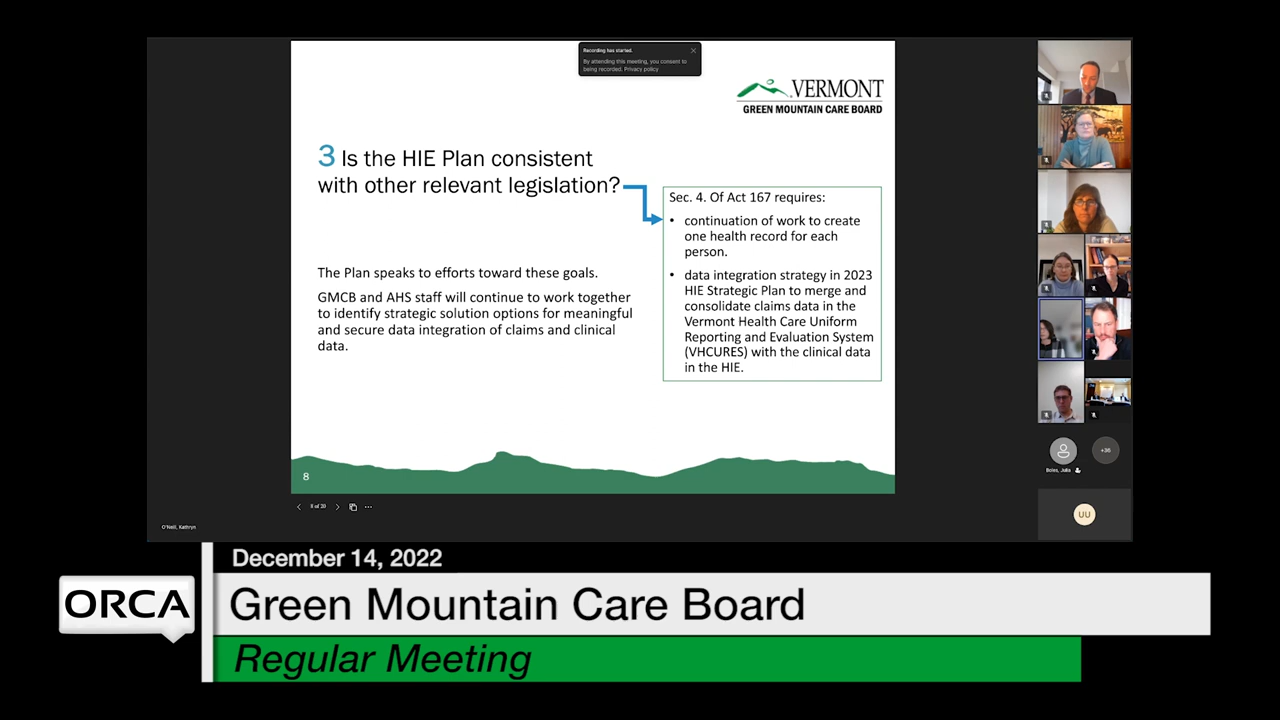 Recording has started.
By attending this meeting, you consent to
being recorded. Privacy policy
VERMONT
GREEN MOUNTAIN CARE BOARD
3 Is the HIE Plan consistent
with other relevant legislation?
Sec. 4. Of Act 167 requires:
• continuation of work to create
one health record for each
person.
• data integration strategy in 2023
HIE Strategic Plan to merge and
consolidate claims data in the
Vermont Health Care Uniform
Reporting and Evaluation System
(VHCURES) with the clinical data
in the HIE.
The Plan speaks to efforts toward these goals.
GMCB and AHS staff will continue to work together
to identify strategic solution options for meaningful
and secure data integration of claims and clinical
data.
8
8 of 39
O'Neill, Kathryn
Boles, Julia
+36
UU
December 14, 2022
ORCA
Green Mountain Care Board
Regular Meeting